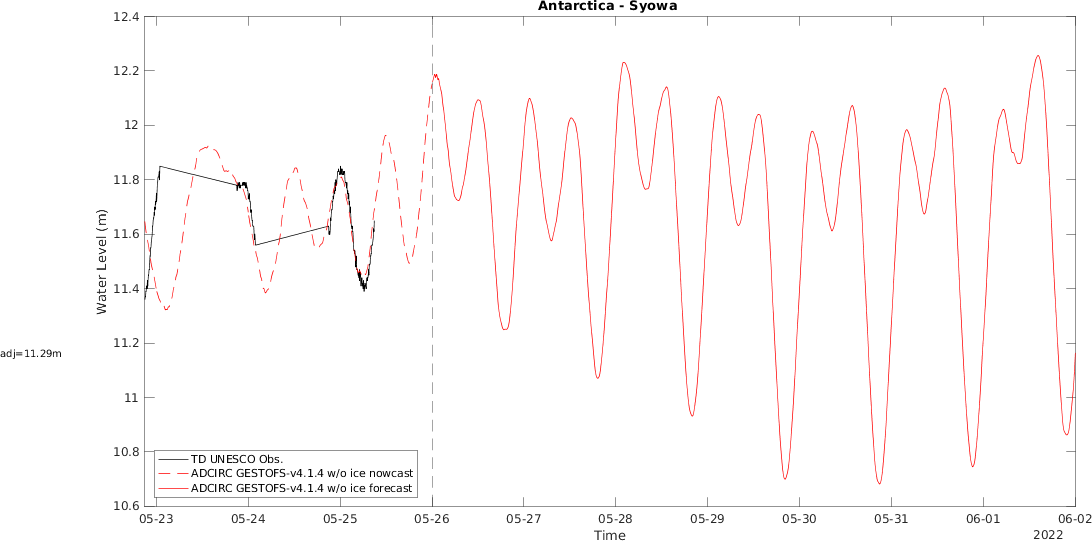 Antarctica - Syowa
12.4
12.2
12
11.8
11.6
11.4
11.2
11
10.8
10.6
Water Level (m)
adj=11.29m
TD UNESCO Obs.
ADCIRC GESTOFS-v4.1.4 w/o ice nowcast
ADCIRC GESTOFS-v4.1.4 w/o ice forecast
05-23 05-24 05-25 05-26 05-27 05-28 05-29 05-30 05-31 06-01 06-02
Time
2022